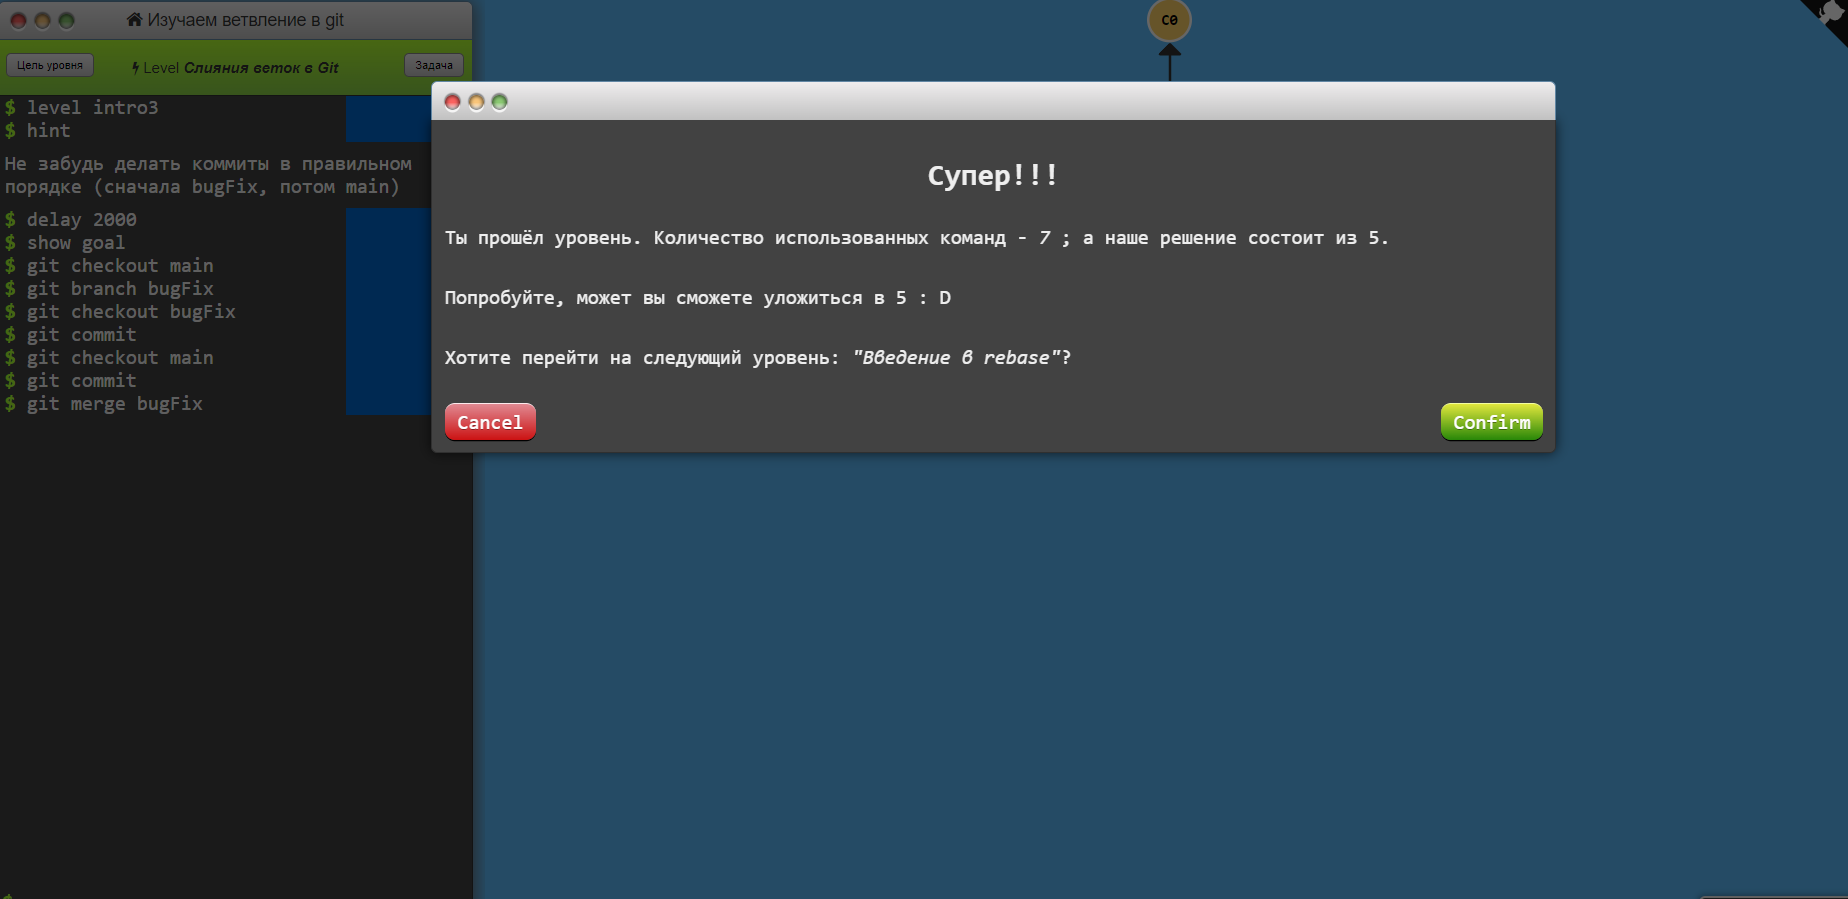 Изучаем ветвление в git
Цель уровня
Level Слияния веток в Git
Задача
$ level intro3
$ hint
Не забудь делать коммиты в правильном
порядке (сначала bugFix, потом main)
$ delay 2000
$ show goal
$ git checkout main
$ git branch bugFix
$ git checkout bugFix
$ git commit
$ git checkout main
$ git commit
$ git merge bugFix
C0
Супер!!!
Ты прошёл уровень. Количество использованных команд - 7 ; а наше решение состоит из 5.
Попробуйте, может вы сможете уложиться в 5 : D
Хотите перейти на следующий уровень: "Введение в rebase"?
Cancel
Confirm